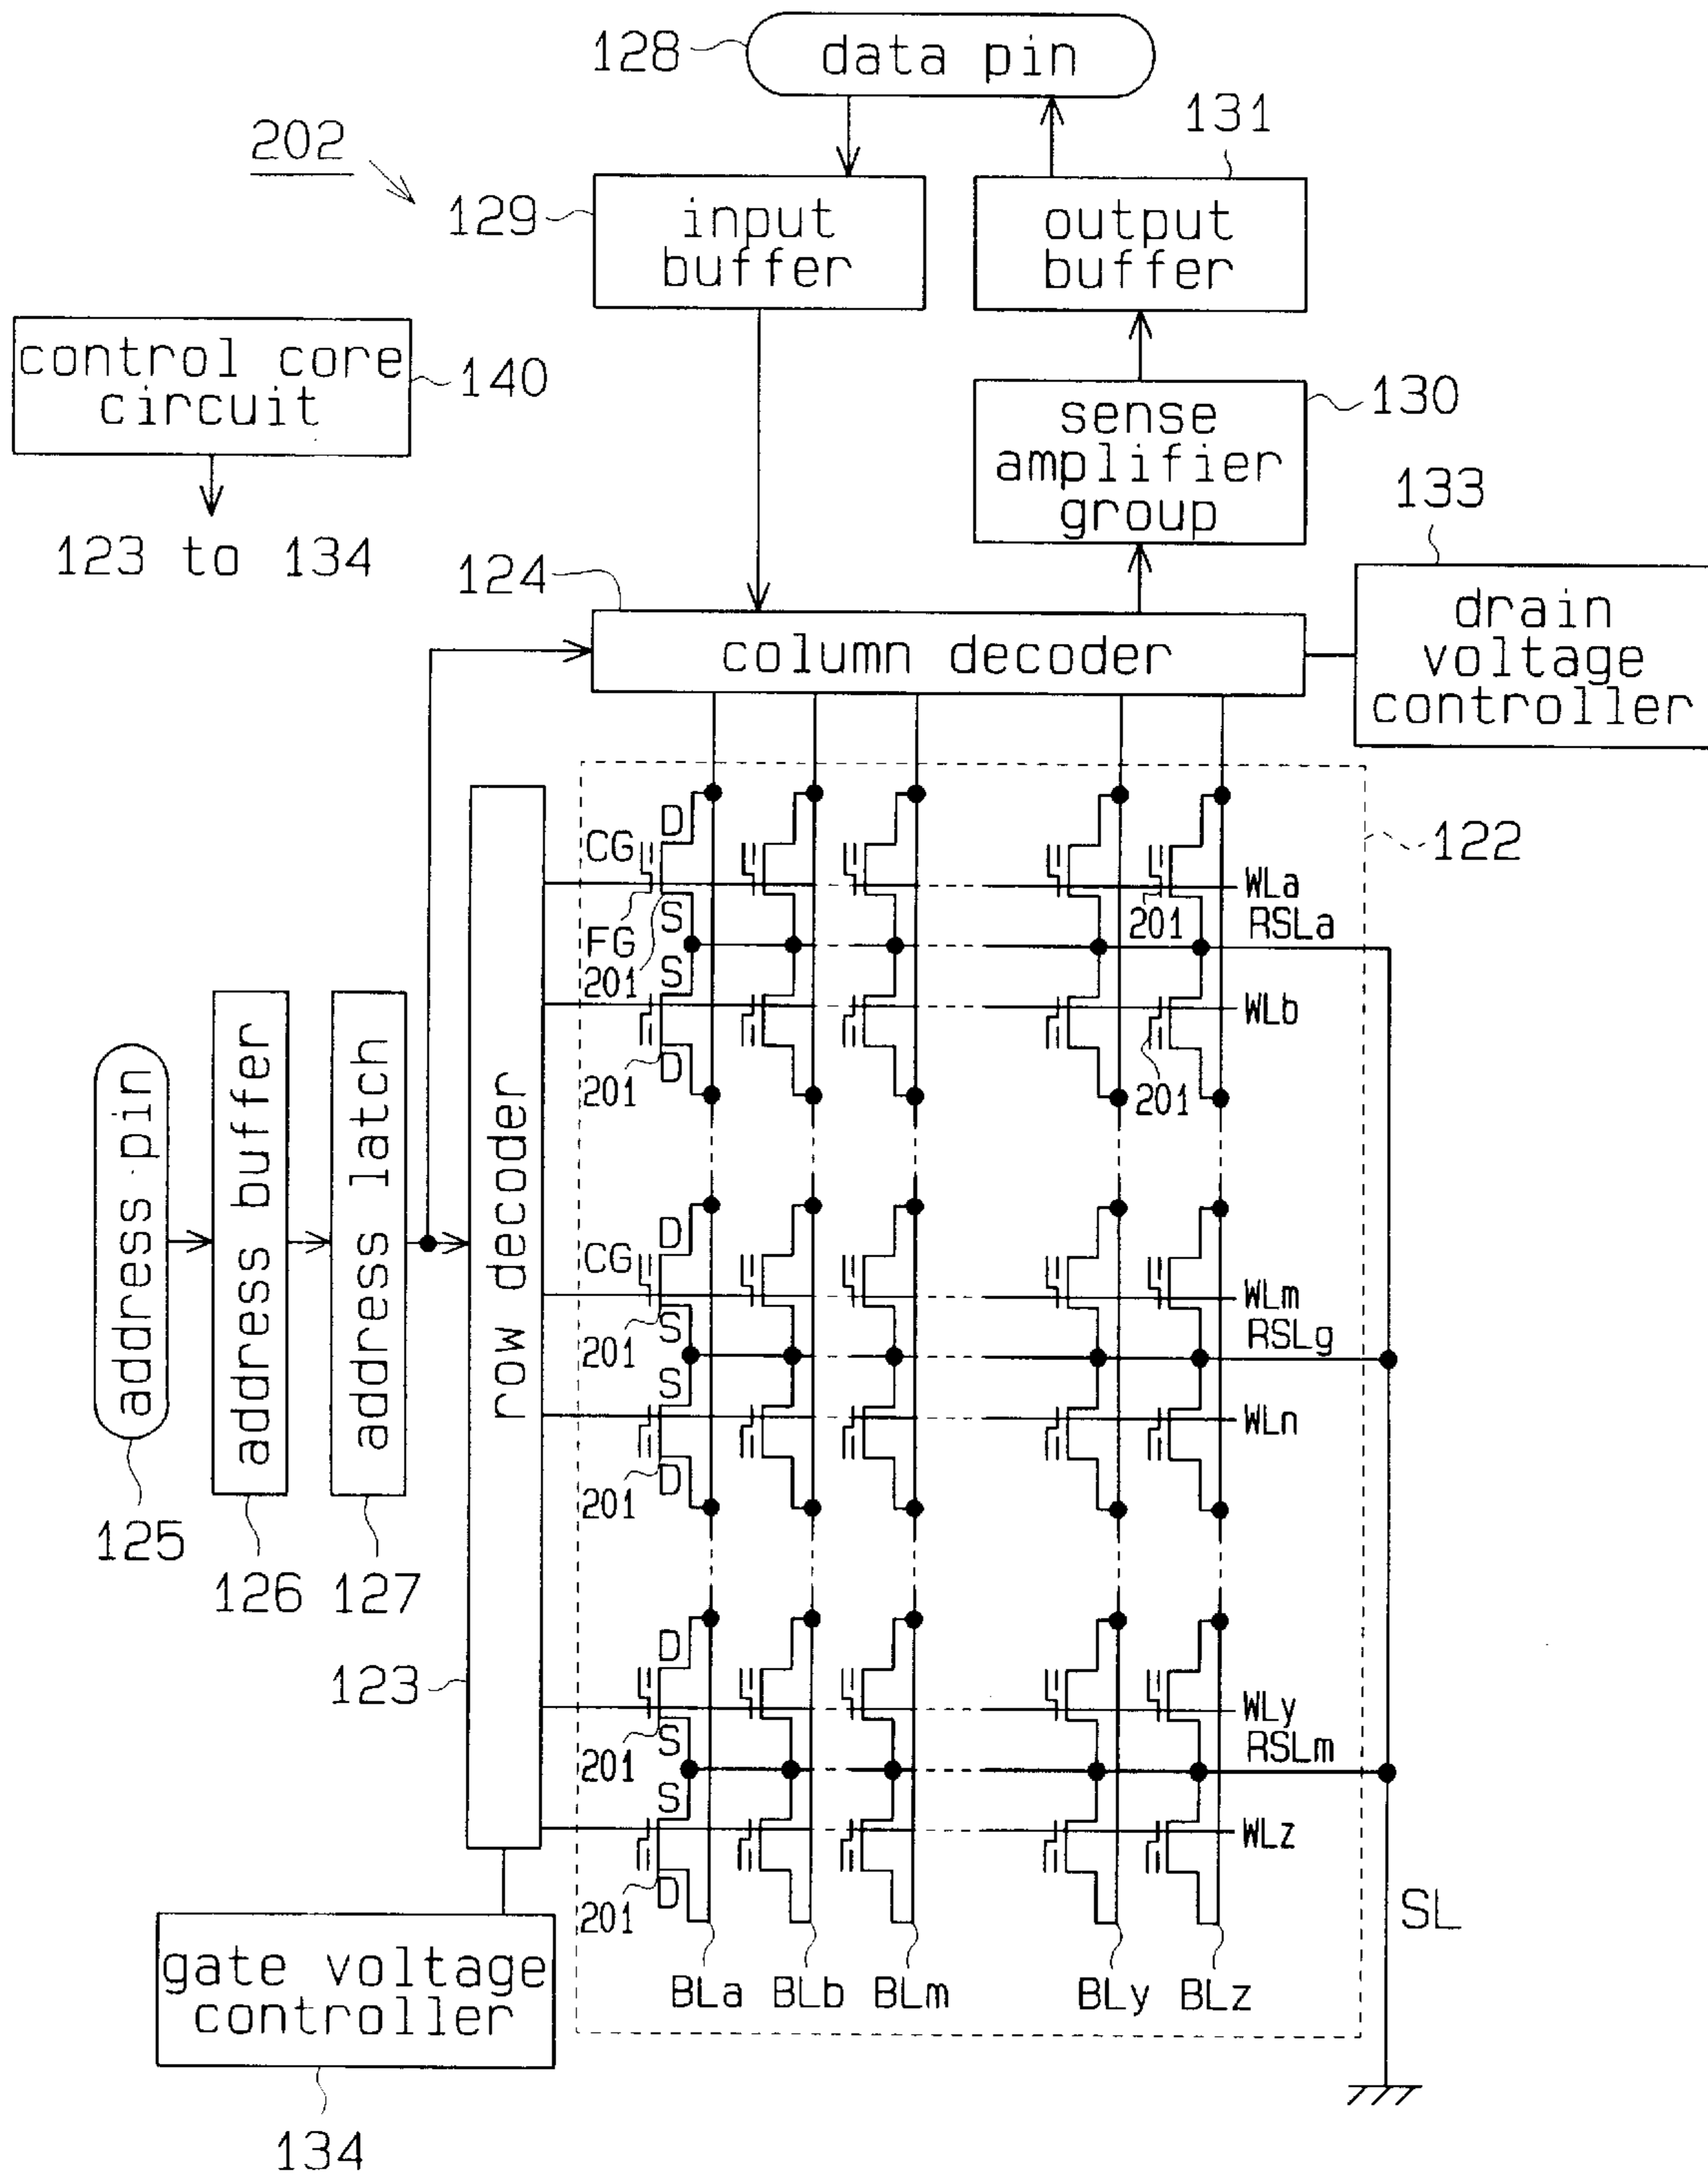 128
data pin
202
131
129
input
buffer
output
buffer
control core
circuit
140
123 to 134
sense
amplifier
group
130
133
124
column decoder
drain
voltage
controller
122
D
CG
WLa
S
201
RSLa
FG
201
S
WLb
201
D
201
address pin
address buffer
address latch
row decoder
D
CG
WLm
S
RSLg
201
S
WLn
201
D
125
126
127
D
123
WLy
S
RSLm
201
S
WLz
201
D
SL
gate voltage
controller
BLa
BLb
BLm
BLy
BLz
134